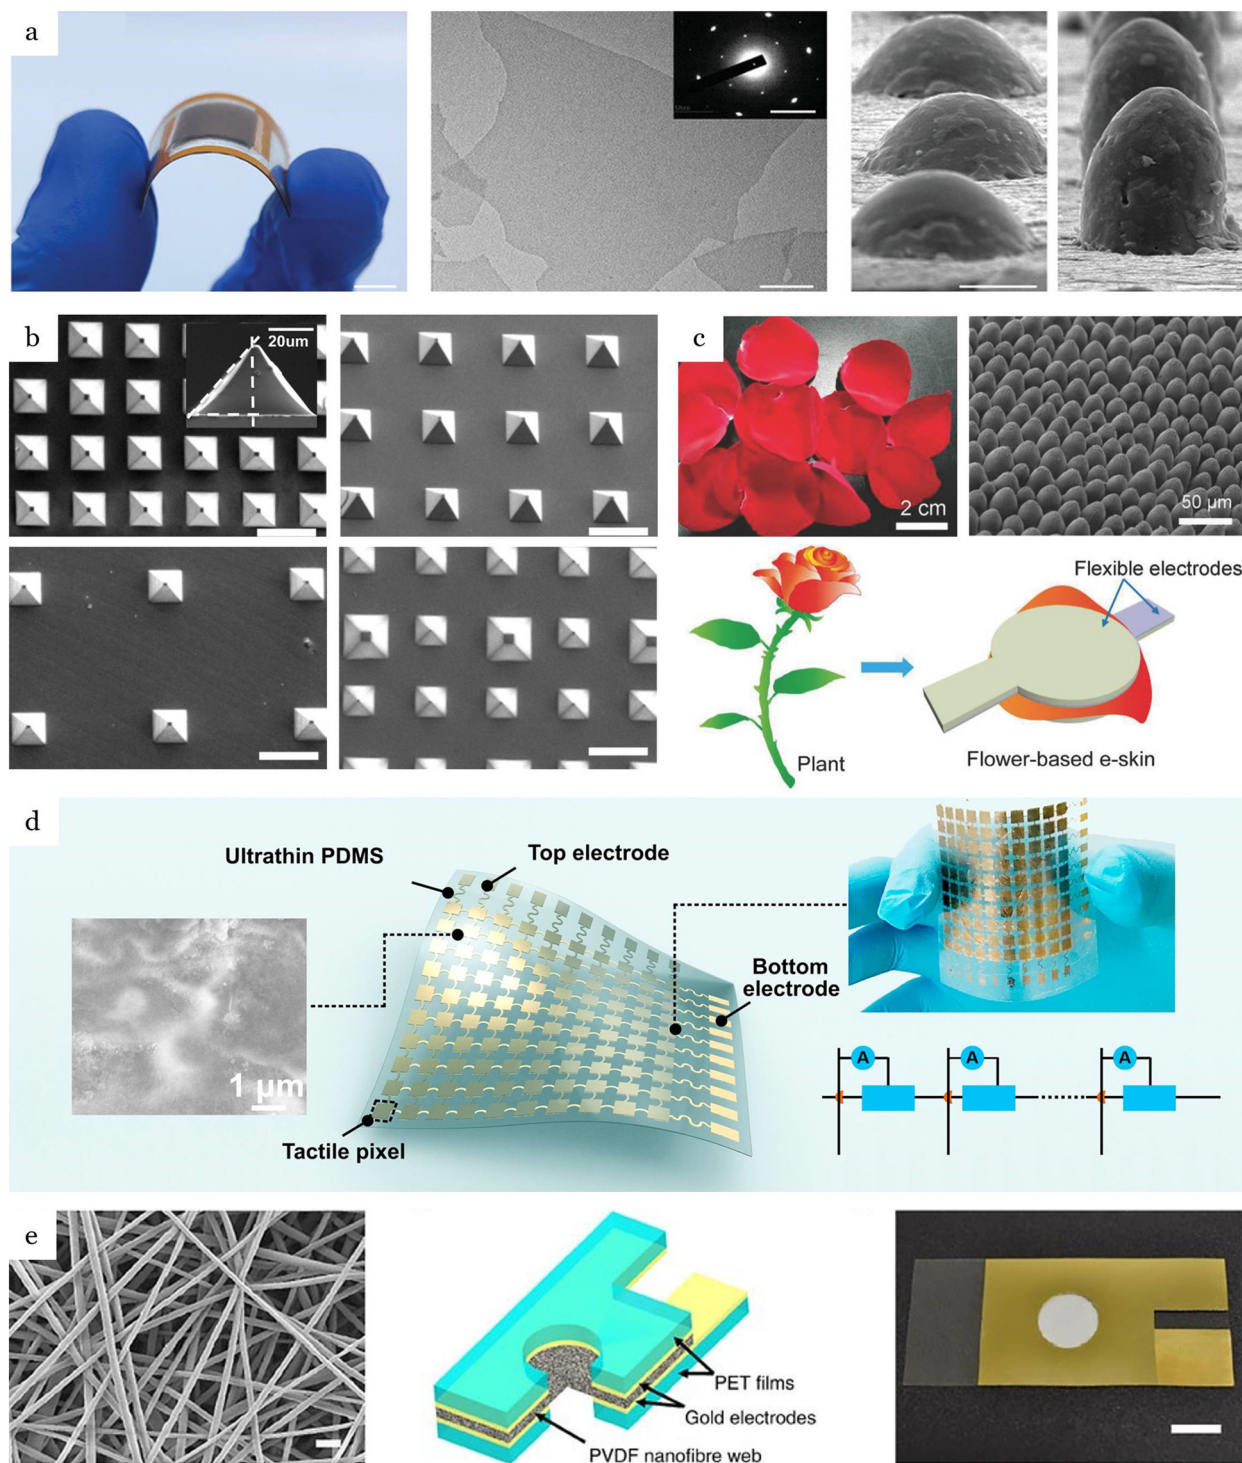 a
b
20um
c
2 cm
50 μm
Flexible electrodes
Plant
Flower-based e-skin
d
Ultrathin PDMS
Top electrode
Bottom
electrode
1 μm
Tactile pixel
A
A
A
e
PET films
Gold electrodes
PVDF nanofibre web